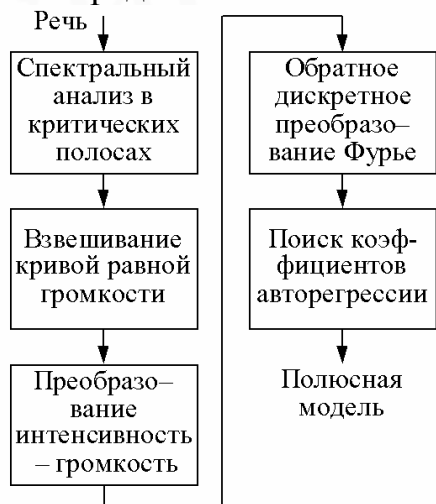 Речь
Спектральный
анализ в
критических
полосах
Взвешивание
кривой равной
громкости
Преобразо–
вание
интенсивность
– громкость
Обратное
дискретное
преобразо–
вание Фурье
Поиск коэф-
фициентов
авторегрессии
Полюсная
модель